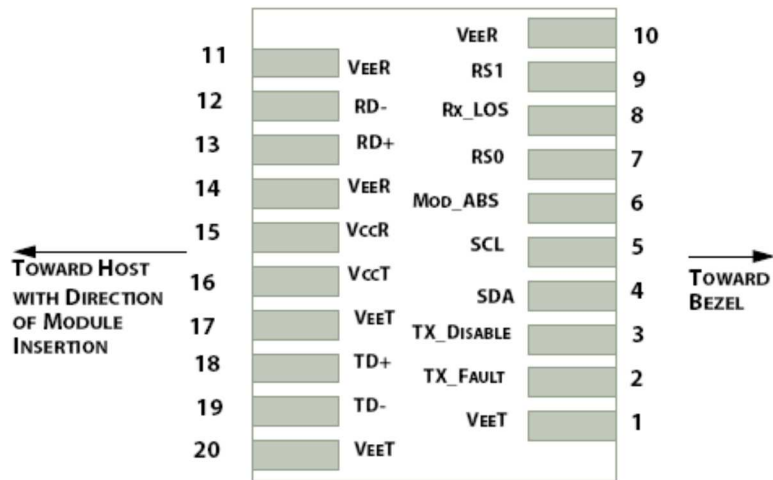 VEER 10
11 VEER
RS1 9
12 RD-
Rx_LOS 8
13 RD+
RS0 7
14 VEER
MOD_ABS 6
15 VCCR
SCL 5
TOWARD HOST
WITH DIRECTION
OF MODULE
INSERTION
TOWARD
BEZEL
16 VCCT
SDA 4
17 VEET
TX_DISABLE 3
18 TD+
TX_FAULT 2
19 TD-
VEET 1
20 VEET